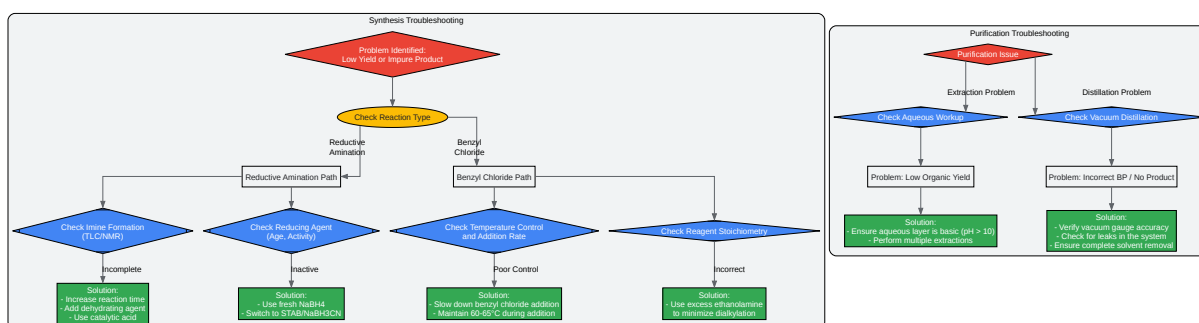 Synthesis Troubleshooting
Problem Identified:
Low Yield or Impure Product
Check Reaction Type
Reductive
Amination
Benzyl
Chloride
Reductive Amination Path
Benzyl Chloride Path
Check Imine Formation
(TLC/NMR)
Check Reducing Agent
(Age, Activity)
Check Temperature Control
and Addition Rate
Check Reagent Stoichiometry
Incomplete
Inactive
Poor Control
Incorrect
Solution:
- Increase reaction time
- Add dehydrating agent
- Use catalytic acid
Solution:
- Use fresh NaBH4
- Switch to STAB/NaBH3CN
Solution:
- Slow down benzyl chloride addition
- Maintain 60-65°C during addition
Solution:
- Use excess ethanolamine
to minimize dialkylation
Purification Troubleshooting
Purification Issue
Extraction Problem
Distillation Problem
Check Aqueous Workup
Check Vacuum Distillation
Problem: Low Organic Yield
Problem: Incorrect BP / No Product
Solution:
- Ensure aqueous layer is basic (pH > 10)
- Perform multiple extractions
Solution:
- Verify vacuum gauge accuracy
- Check for leaks in the system
- Ensure complete solvent removal